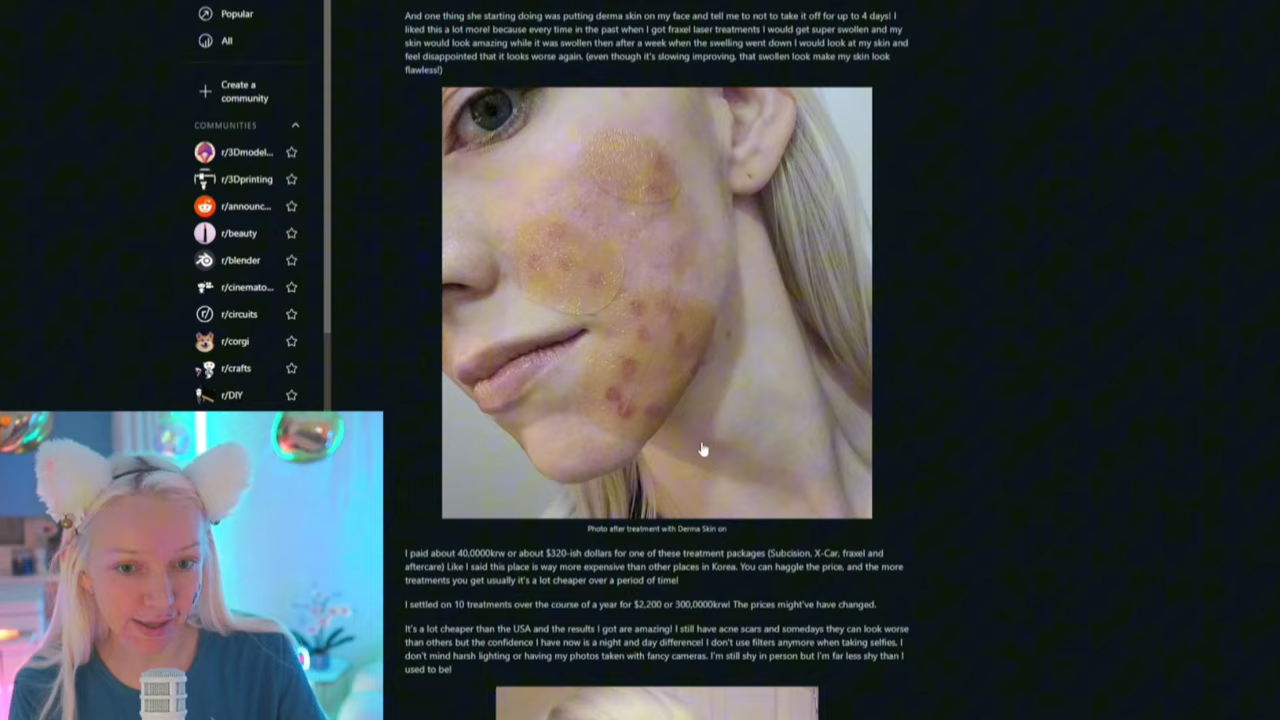 Popular
All
Create a
community
COMMUNITIES
r/3Dmodel...
r/3Dprinting
r/announc...
r/beauty
r/blender
r/cinemato...
r/circuits
r/corgi
r/crafts
r/DIY
And one thing she starting doing was putting derma skin on my face and tell me to not to take it off for up to 4 days! I
liked this a lot more! because every time in the past when I got fraxel laser treatments I would get super swollen and my
skin would look amazing while it was swollen then after a week when the swelling went down I would look at my skin and
feel disappointed that it looks worse again. (even though it's slowing improving, that swollen look make my skin look
flawless!)
Photo after treatment with Derma Skin on
I paid about 40,0000krw or about $320-ish dollars for one of these treatment packages (Subcision, X-Car, fraxel and
aftercare) Like I said this place is way more expensive than other places in Korea. You can haggle the price, and the more
treatments you get usually it's a lot cheaper over a period of time!
I settled on 10 treatments over the course of a year for $2,200 or 300,0000krw! The prices might've have changed.
It's a lot cheaper than the USA and the results I got are amazing! I still have acne scars and somedays they can look worse
than others but the confidence I have now is a night and day difference! I don't use filters anymore when taking selfies, I
don't mind harsh lighting or having my photos taken with fancy cameras. I'm still shy in person but I'm far less shy than I
used to be!